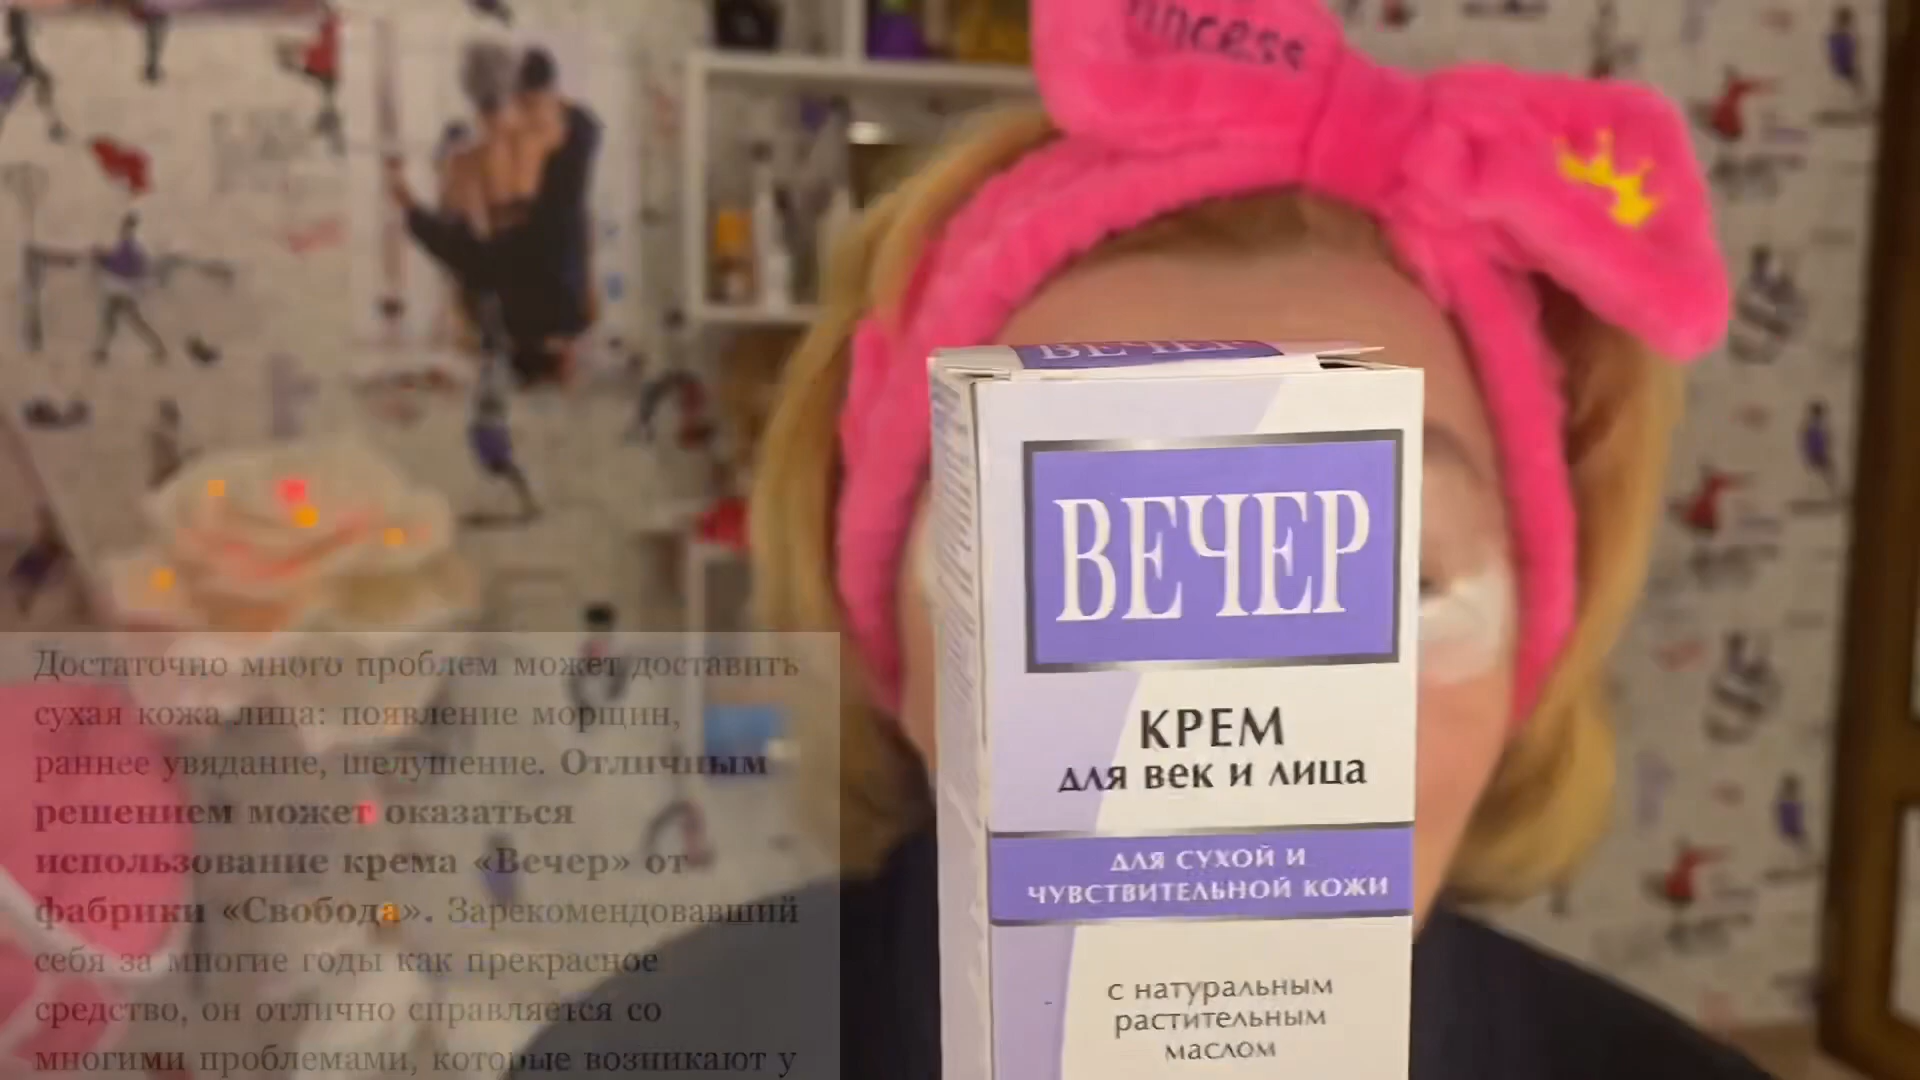 ВЕЧЕР
ВЕЧЕР
КРЕМ
для век и лица
для сухой и
чувствительной кожи
с натуральным
растительным
маслом
Достаточно много проблем может доставить
сухая кожа лица: появление морщин,
раннее увядание, шелушение. Отличным
решением может оказаться
использование крема «Вечер» от
фабрики «Свобода». Зарекомендовавший
себя за многие годы как прекрасное
средство, он отлично справляется со
многими проблемами, которые возникают у